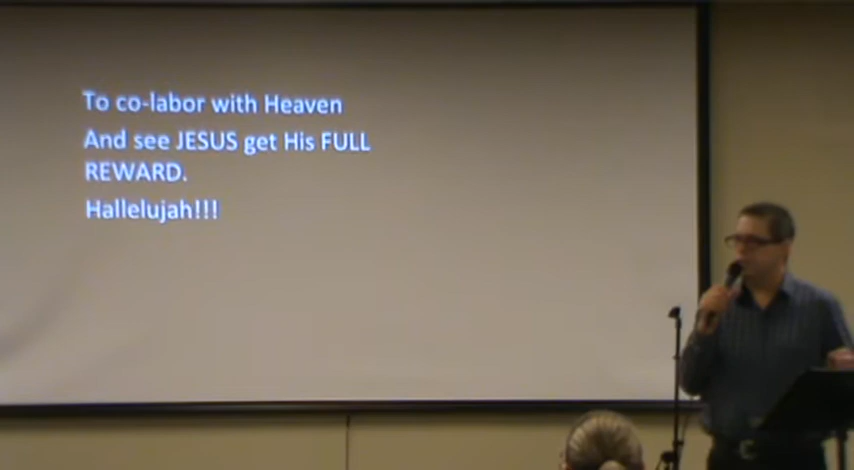 To co-labor with Heaven
And see JESUS get His FULL
REWARD.
Hallelujah!!!